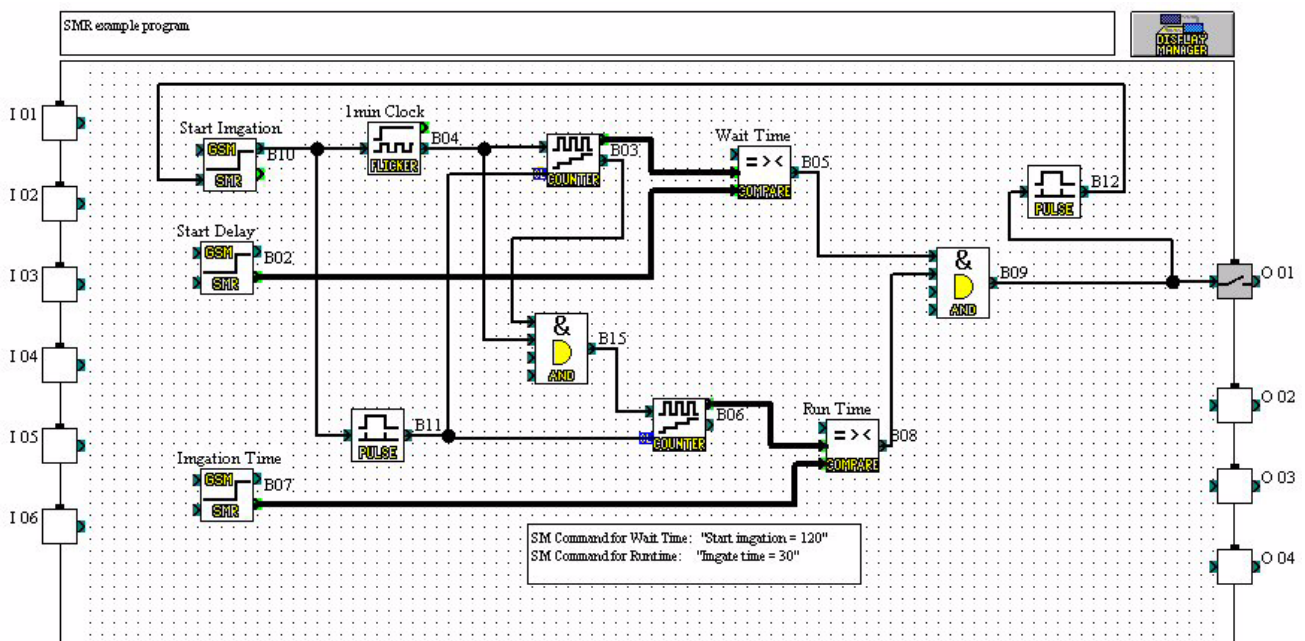 SMR example program
DISPLAY
MANAGER
I 01
I 02
I 03
I 04
I 05
I 06
Start Imgation
GSM
SMR
B10
1min Clock
FLICKER
B04
COUNTER
B03
Wait Time
= > <
COMPARE
B05
PULSE
B12
Start Delay
GSM
SMR
B02
&
AND
B09
O 01
&
AND
B15
PULSE
B11
COUNTER
B06
Run Time
= > <
COMPARE
B08
O 02
Imgation Time
GSM
SMR
B07
O 03
SM Command for Wait Time: "Start imgation = 120"
SM Command for Runtime: "Imgate time = 30"
O 04